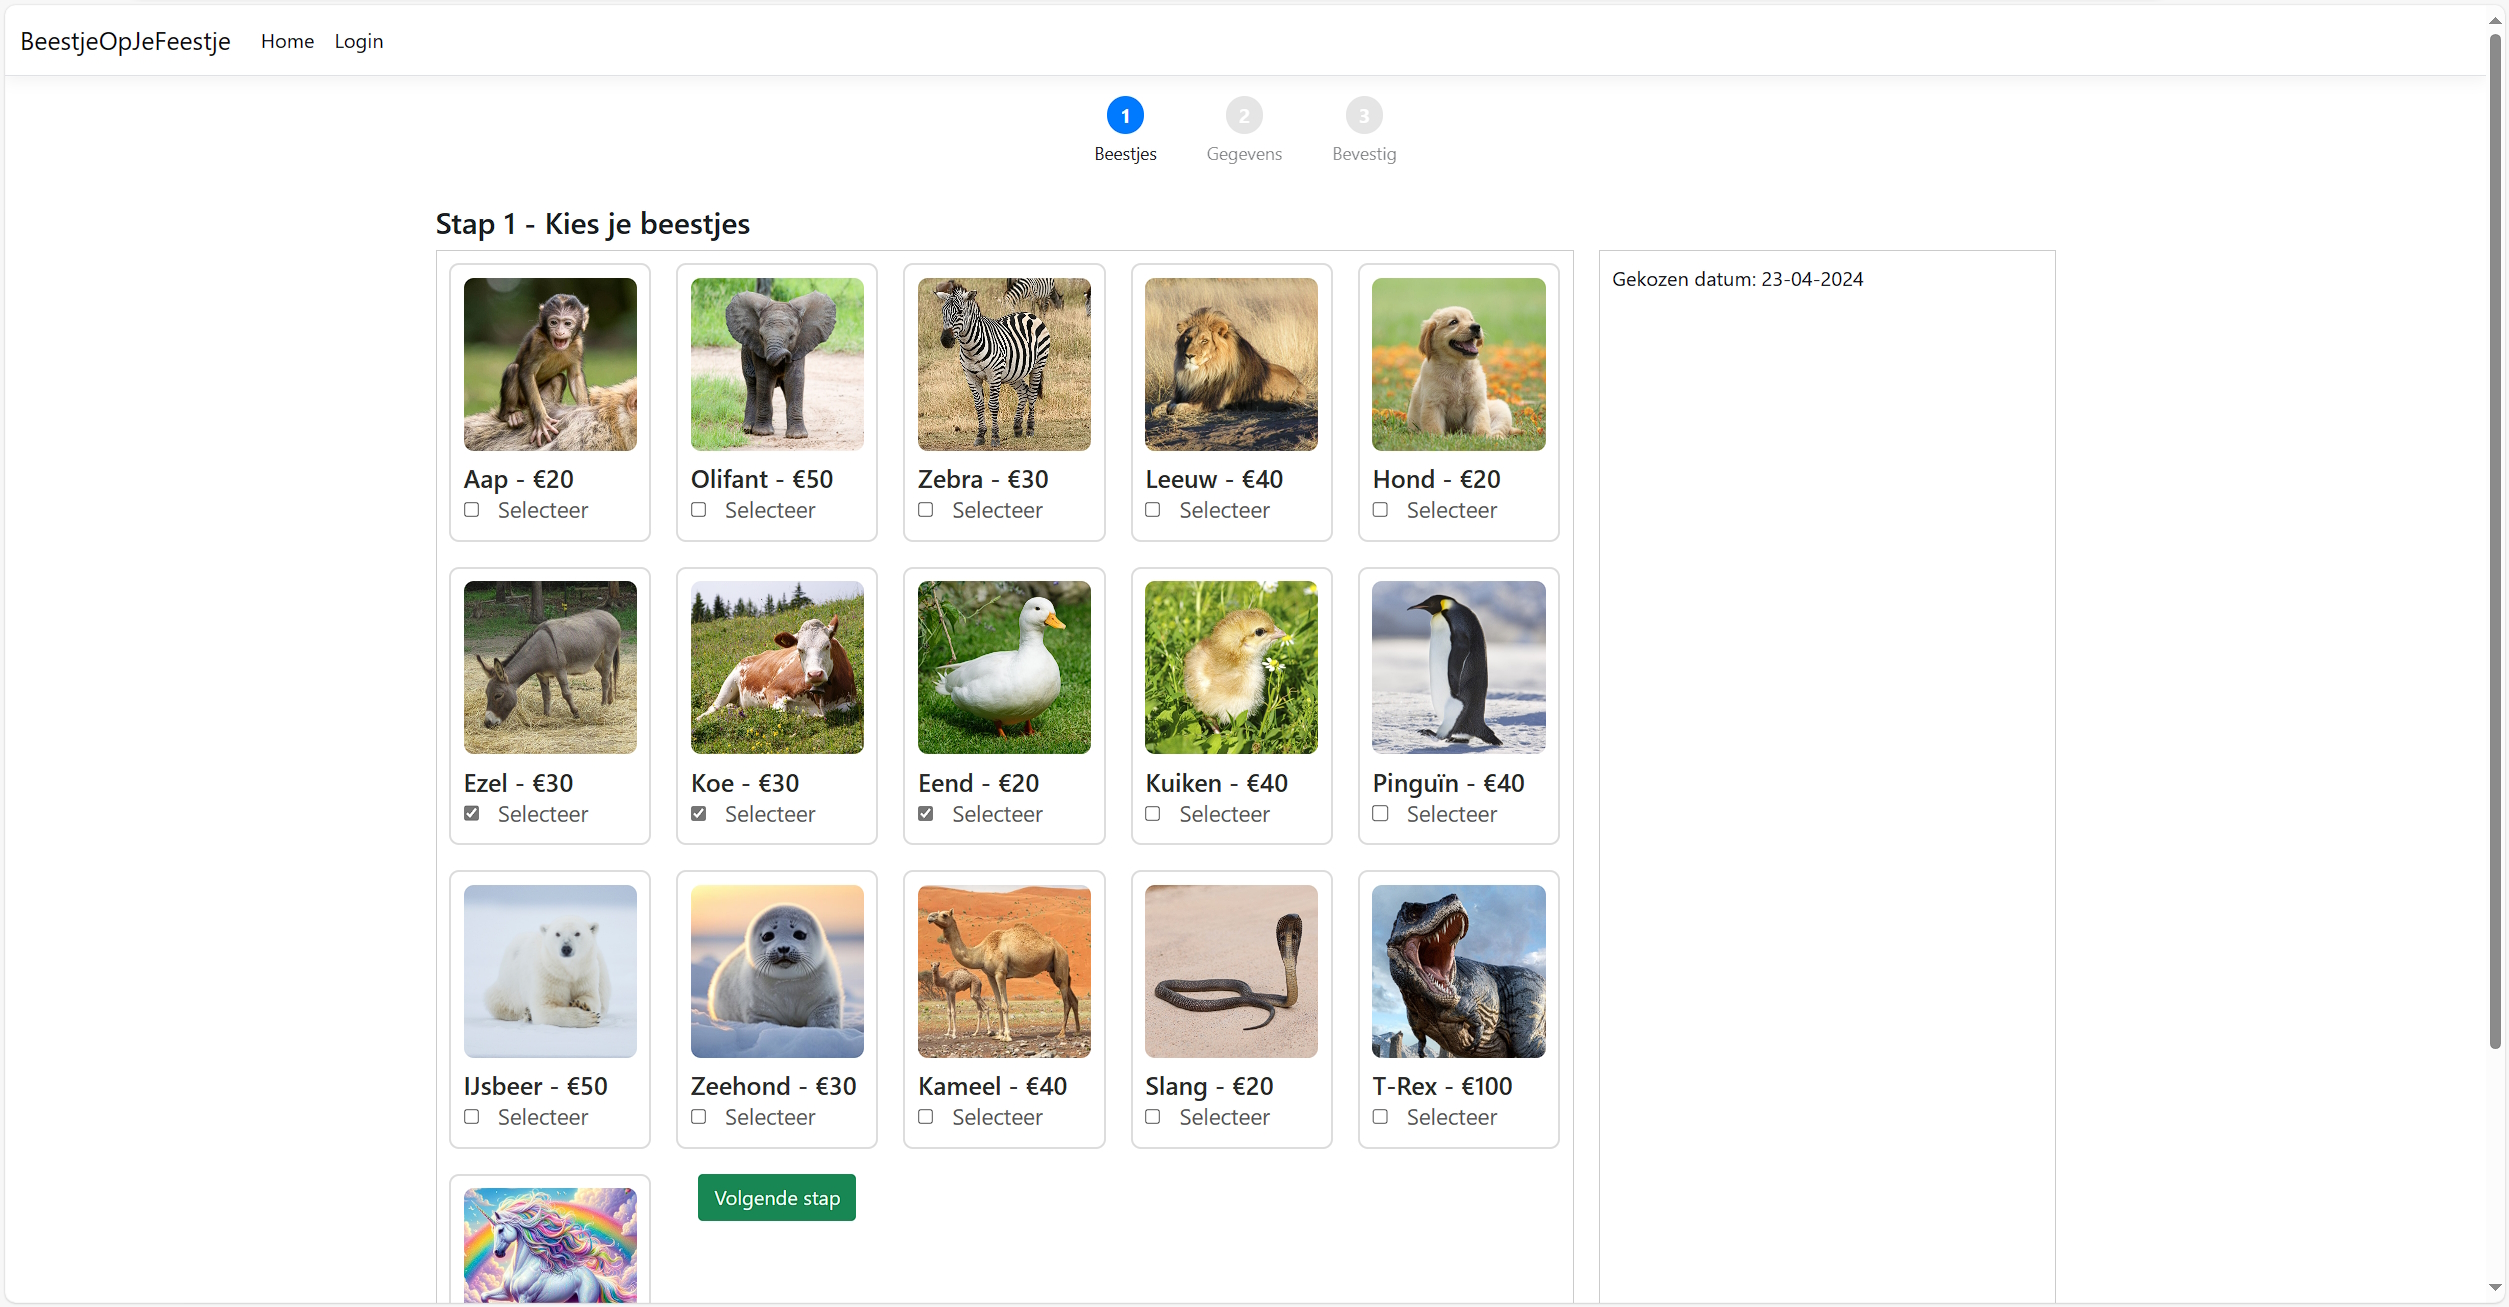 BeestjeOpJeFeestje Home Login
1 2 3
Beestjes Gegevens Bevestig
Stap 1 - Kies je beestjes
Gekozen datum: 23-04-2024
Aap - €20 Olifant - €50 Zebra - €30 Leeuw - €40 Hond - €20
Selecteer Selecteer Selecteer Selecteer Selecteer
Ezel - €30 Koe - €30 Eend - €20 Kuiken - €40 Pinguïn - €40
Selecteer Selecteer Selecteer Selecteer Selecteer
IJsbeer - €50 Zeehond - €30 Kameel - €40 Slang - €20 T-Rex - €100
Selecteer Selecteer Selecteer Selecteer Selecteer
Volgende stap